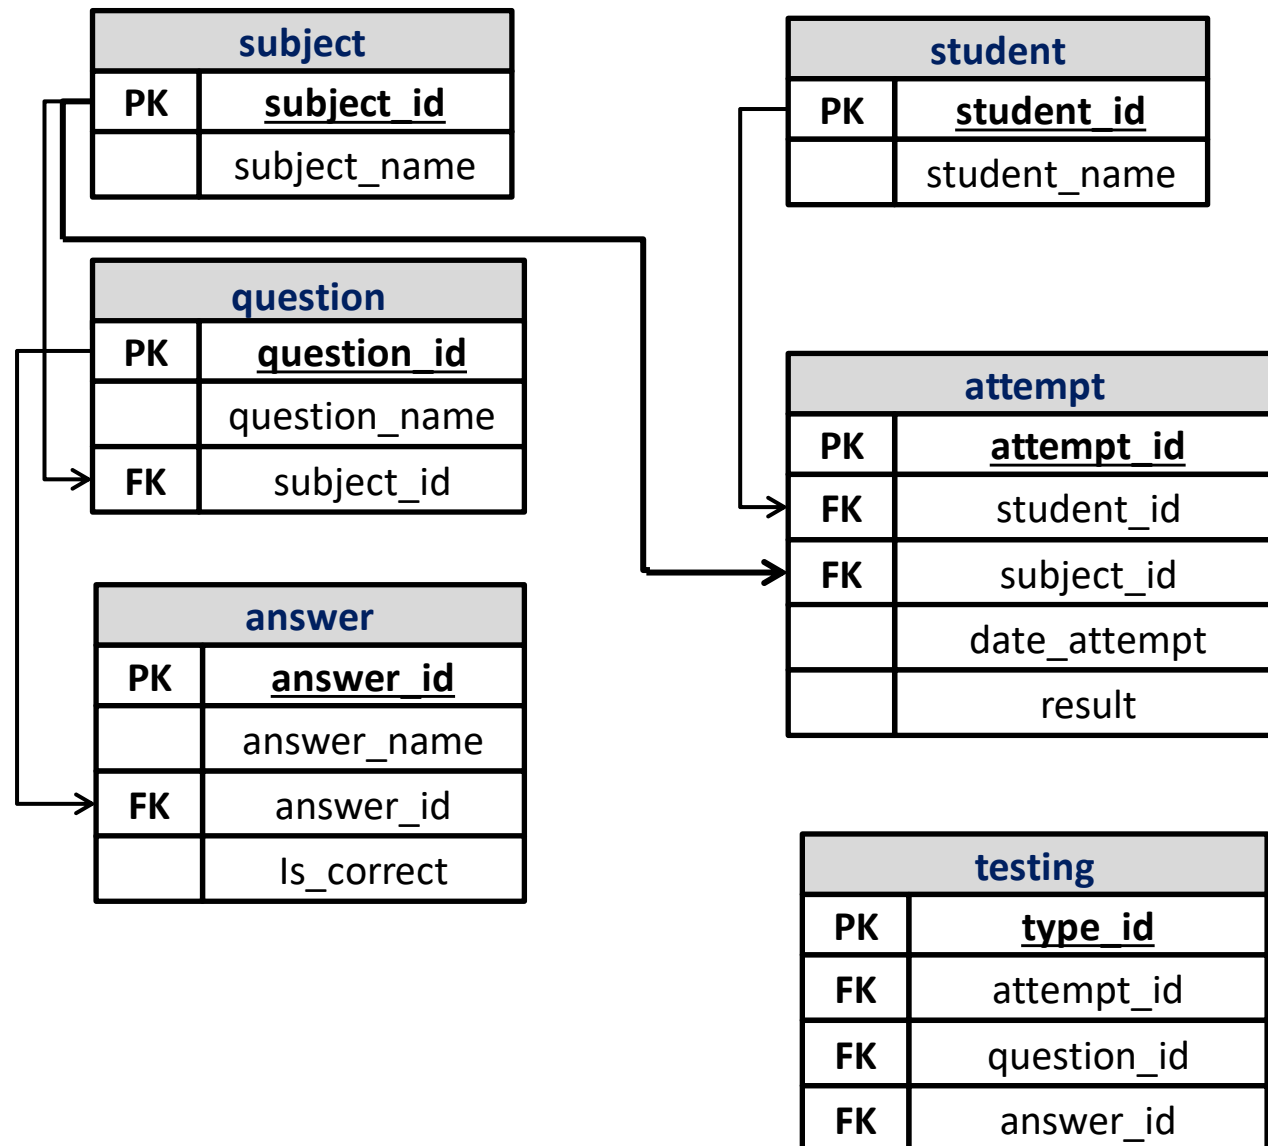 subject
PK subject_id
subject_name
question
PK question_id
question_name
FK subject_id
answer
PK answer_id
answer_name
FK answer_id
Is_correct
student
PK student_id
student_name
attempt
PK attempt_id
FK student_id
FK subject_id
date_attempt
result
testing
PK type_id
FK attempt_id
FK question_id
FK answer_id